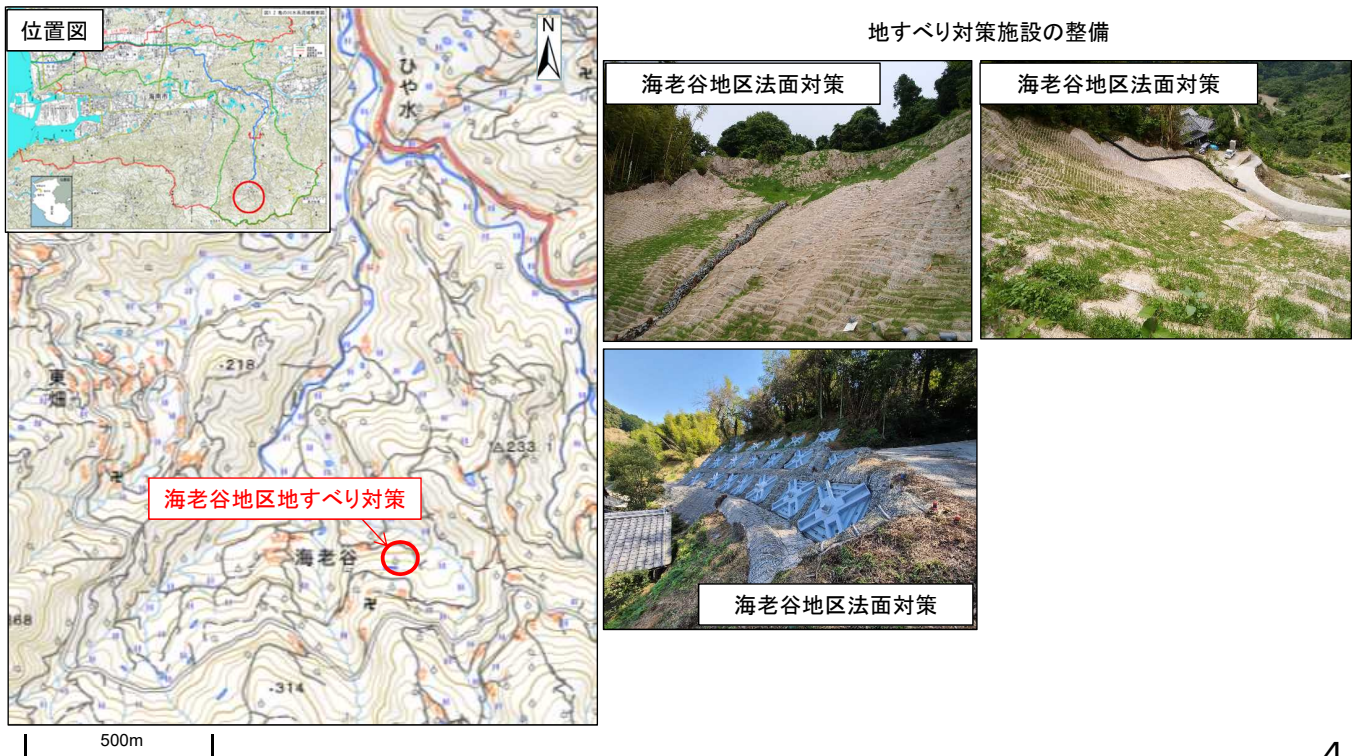 位置図
N
地すべり対策施設の整備
海老谷地区法面対策
海老谷地区法面対策
ひや水
・218
東畑
△233
海老谷地区地すべり対策
海老谷
海老谷地区法面対策
・314
500m
4